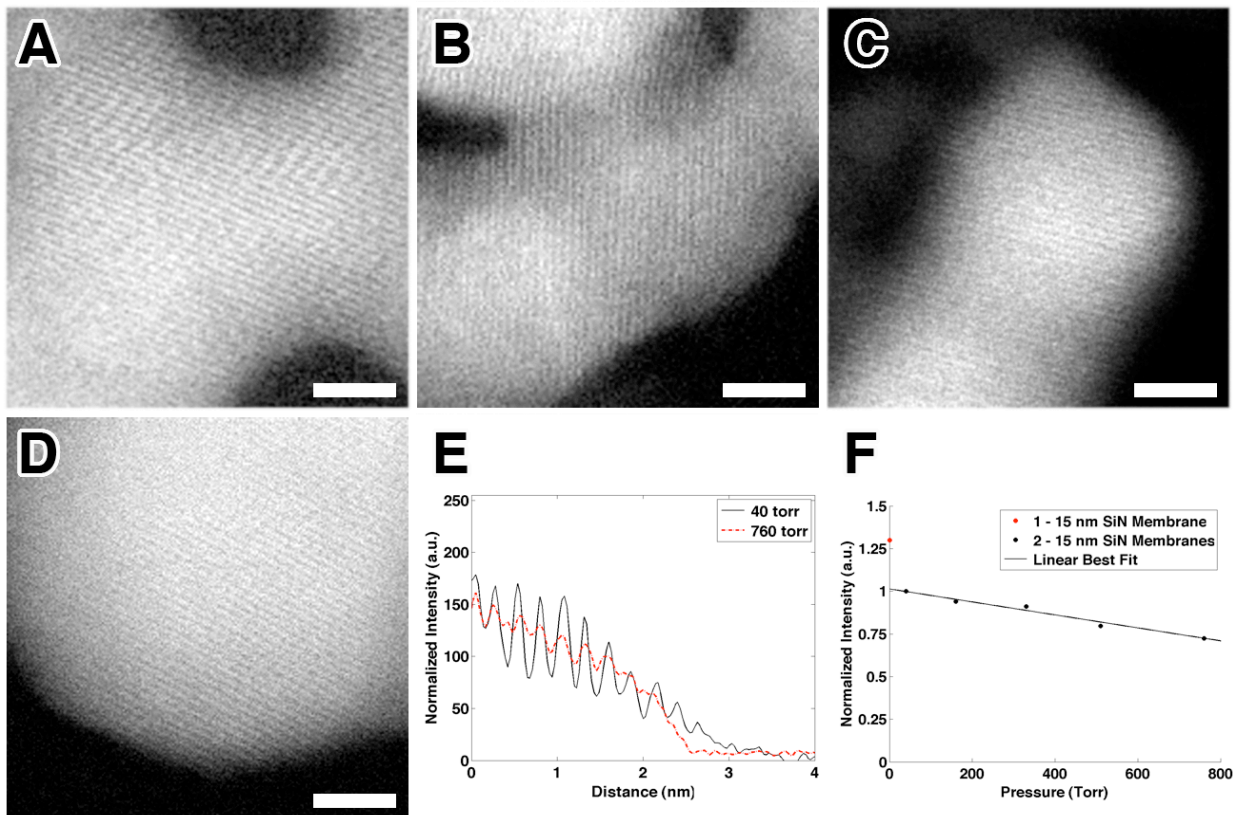 A
B
C
D
E
250
200
150
100
50
0
Normalized Intensity (a.u.)
40 torr
760 torr
0
1
2
3
4
Distance (nm)
F
1.5
1.25
1
0.75
0.5
0.25
0
Normalized Intensity (a.u.)
1 - 15 nm SiN Membrane
2 - 15 nm SiN Membranes
Linear Best Fit
0
200
400
600
800
Pressure (Torr)